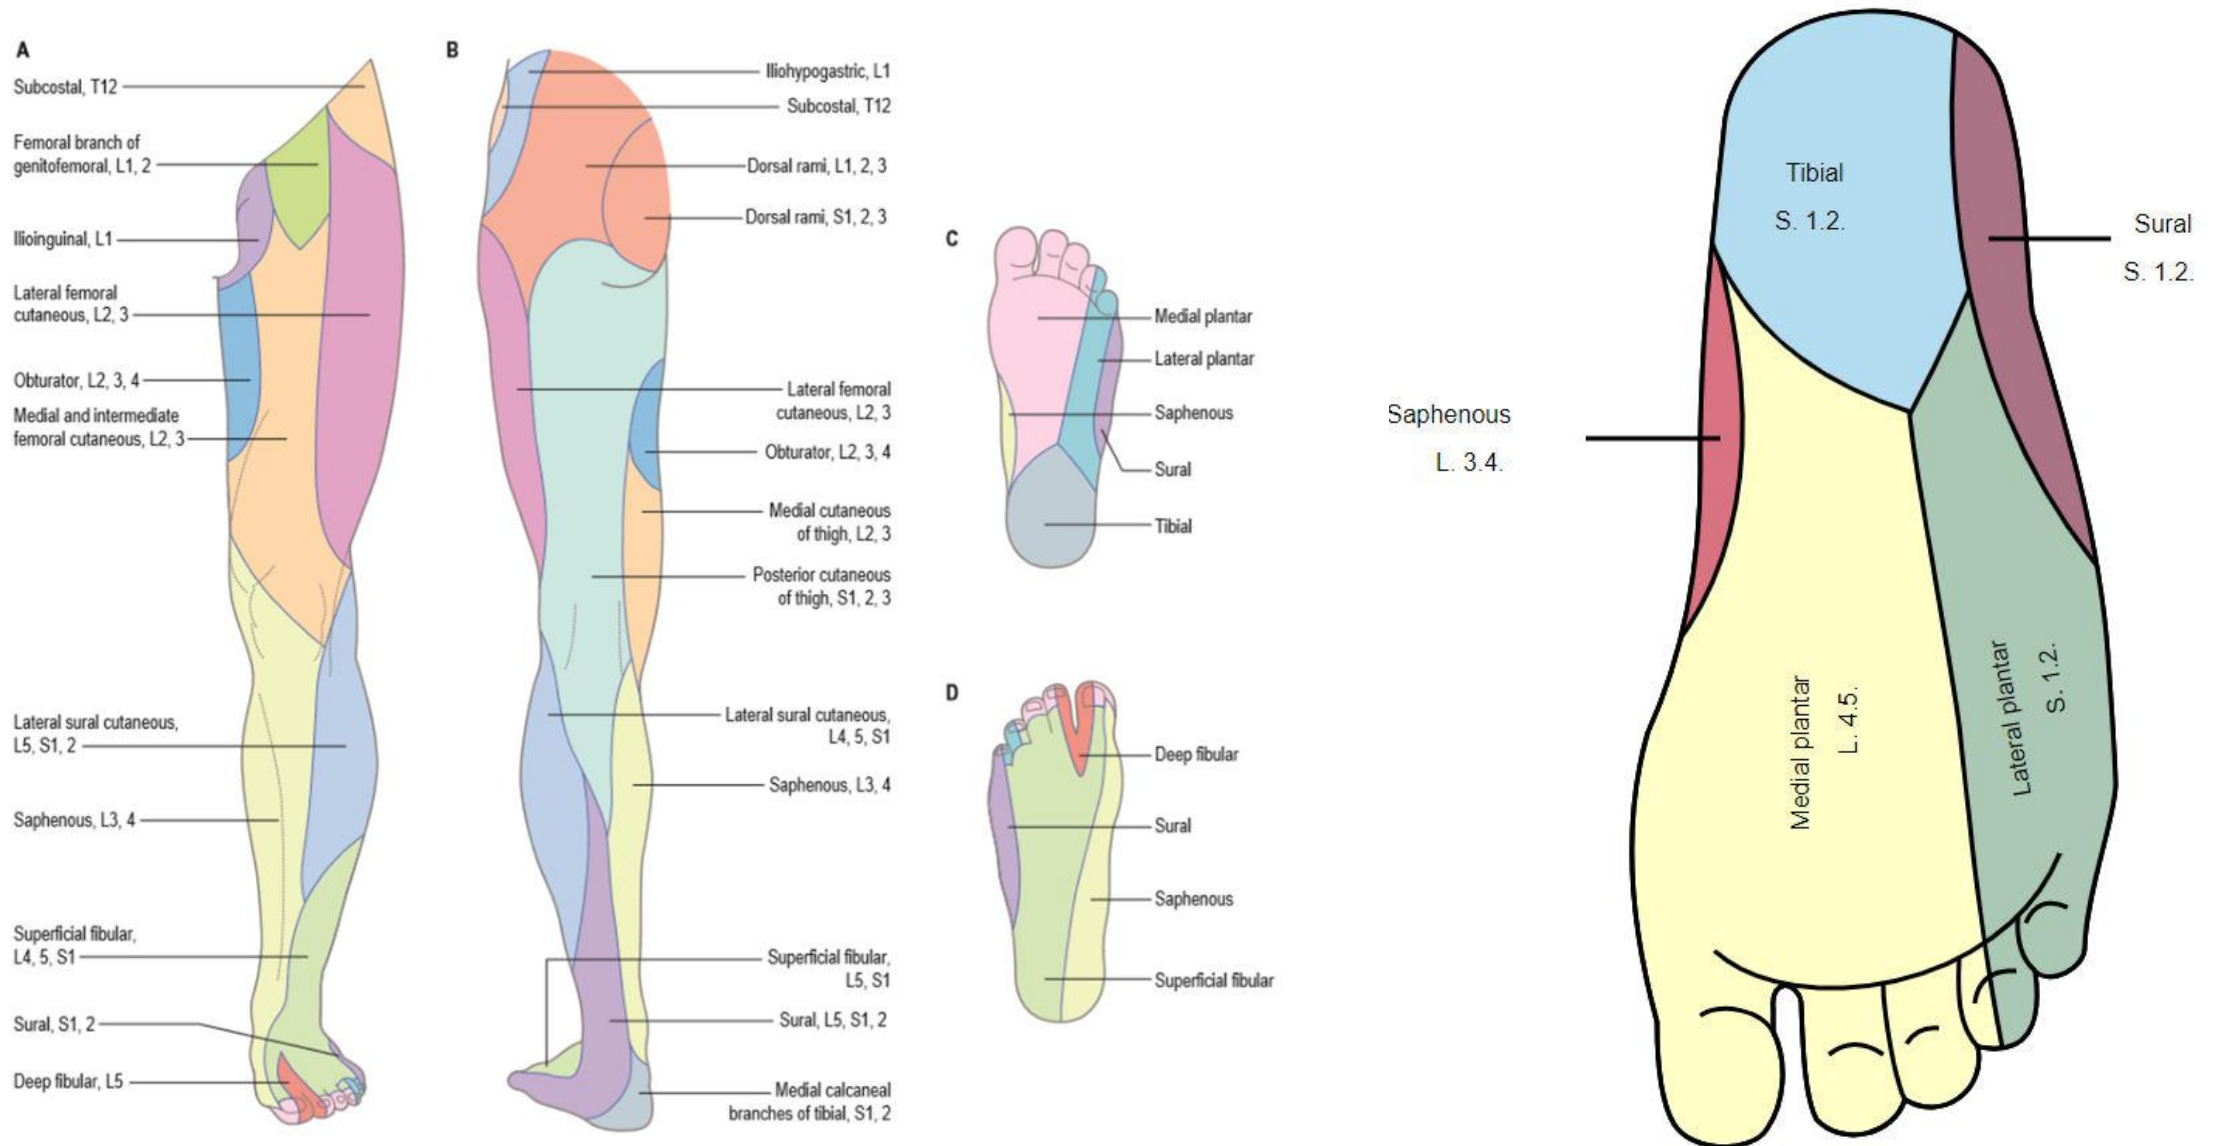 A
Subcostal, T12
Femoral branch of
genitofemoral, L1, 2
Ilioinguinal, L1
Lateral femoral
cutaneous, L2, 3
Obturator, L2, 3, 4
Medial and intermediate
femoral cutaneous, L2, 3
Lateral sural cutaneous,
L5, S1, 2
Saphenous, L3, 4
Superficial fibular,
L4, 5, S1
Sural, S1, 2
Deep fibular, L5
B
Iliohypogastric, L1
Subcostal, T12
Dorsal rami, L1, 2, 3
Dorsal rami, S1, 2, 3
Lateral femoral
cutaneous, L2, 3
Obturator, L2, 3, 4
Medial cutaneous
of thigh, L2, 3
Posterior cutaneous
of thigh, S1, 2, 3
Lateral sural cutaneous,
L4, 5, S1
Saphenous, L3, 4
Superficial fibular,
L5, S1
Sural, L5, S1, 2
Medial calcaneal
branches of tibial, S1, 2
C
Medial plantar
Lateral plantar
Saphenous
Sural
Tibial
D
Deep fibular
Sural
Saphenous
Superficial fibular
Tibial
S. 1.2.
Sural
S. 1.2.
Saphenous
L. 3.4.
Medial plantar
L. 4.5.
Lateral plantar
S. 1.2.